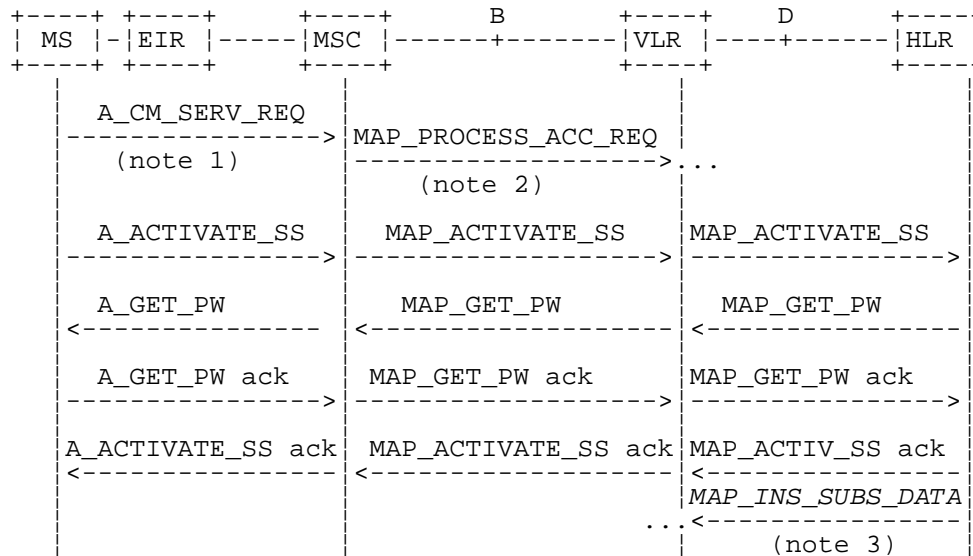 B D
MS EIR MSC VLR HLR
A_CM_SERV_REQ
MAP_PROCESS_ACC_REQ
(note 1) ...
(note 2)
A_ACTIVATE_SS MAP_ACTIVATE_SS MAP_ACTIVATE_SS
A_GET_PW MAP_GET_PW MAP_GET_PW
A_GET_PW ack MAP_GET_PW ack MAP_GET_PW ack
A_ACTIVATE_SS ack MAP_ACTIVATE_SS ack MAP_ACTIV_SS ack
MAP_INS_SUBS_DATA
...
(note 3)